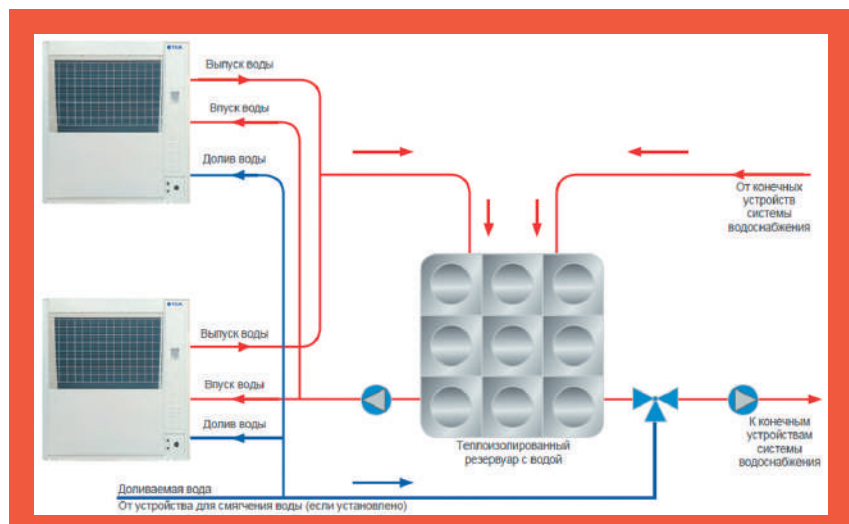 Выпуск воды
Впуск воды
Долив воды
От конечных
устройств
системы
водоснабжения
Выпуск воды
Впуск воды
Долив воды
Теплоизолированный
резервуар с водой
К конечным
устройствам
системы
водоснабжения
Доливаемая вода
От устройства для смягчения воды (если установлено)